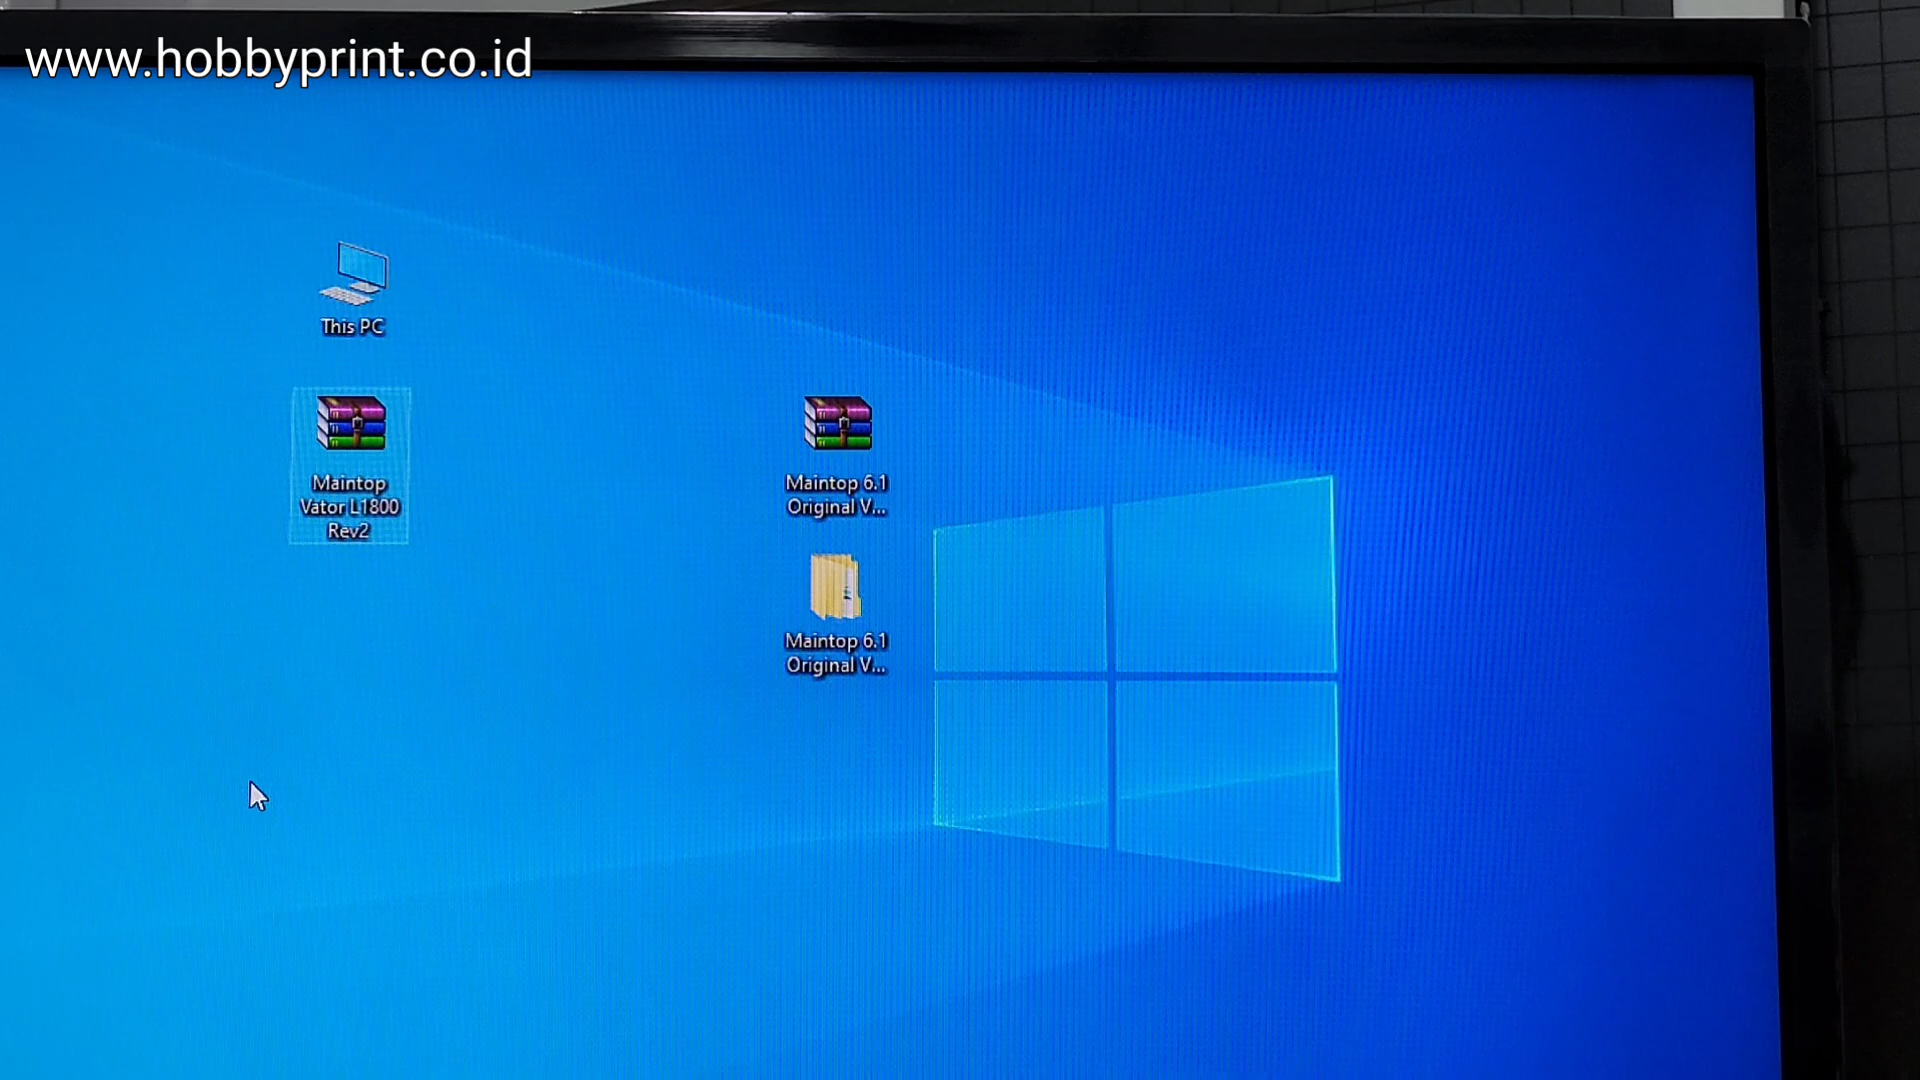 www.hobbyprint.co.id
This PC
Maintop
Vator L1800
Rev2
Maintop 6.1
Original V...
Maintop 6.1
Original V...